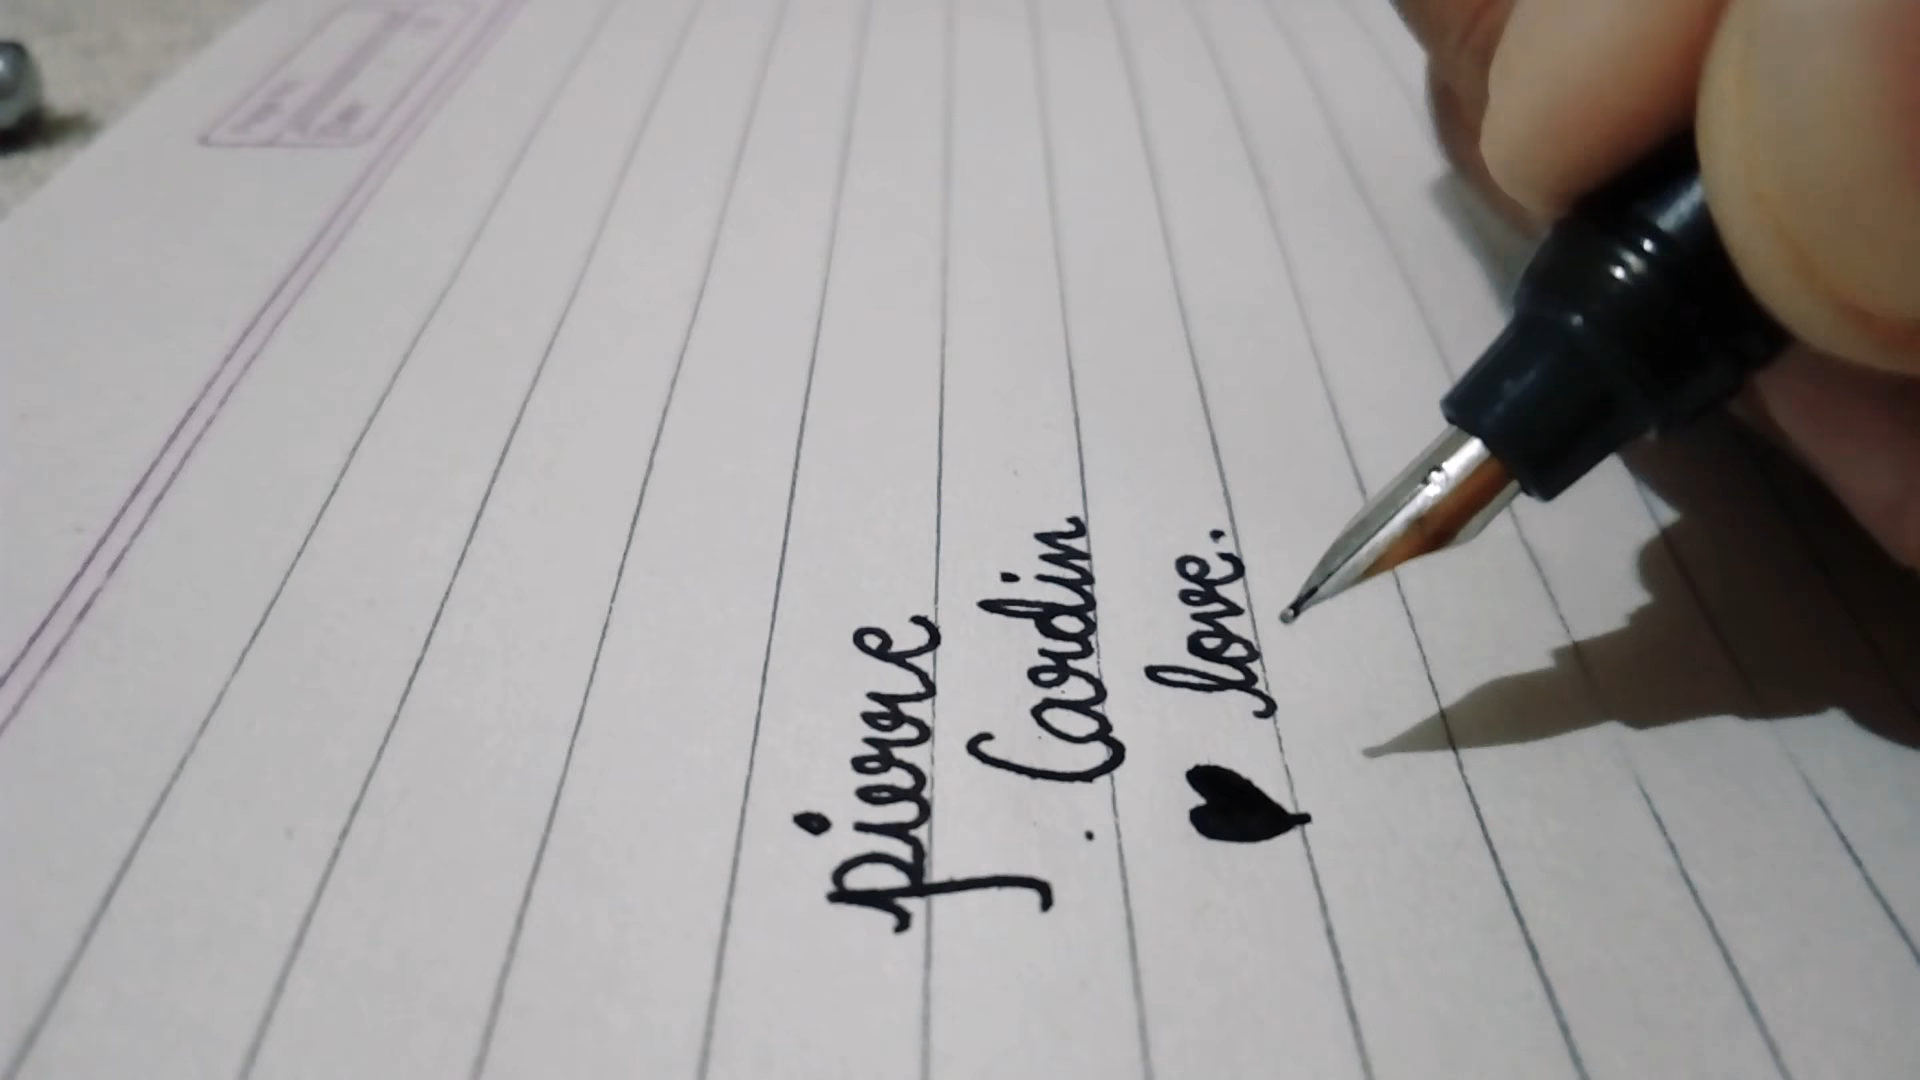 pierre
. Cardin
♥ love.